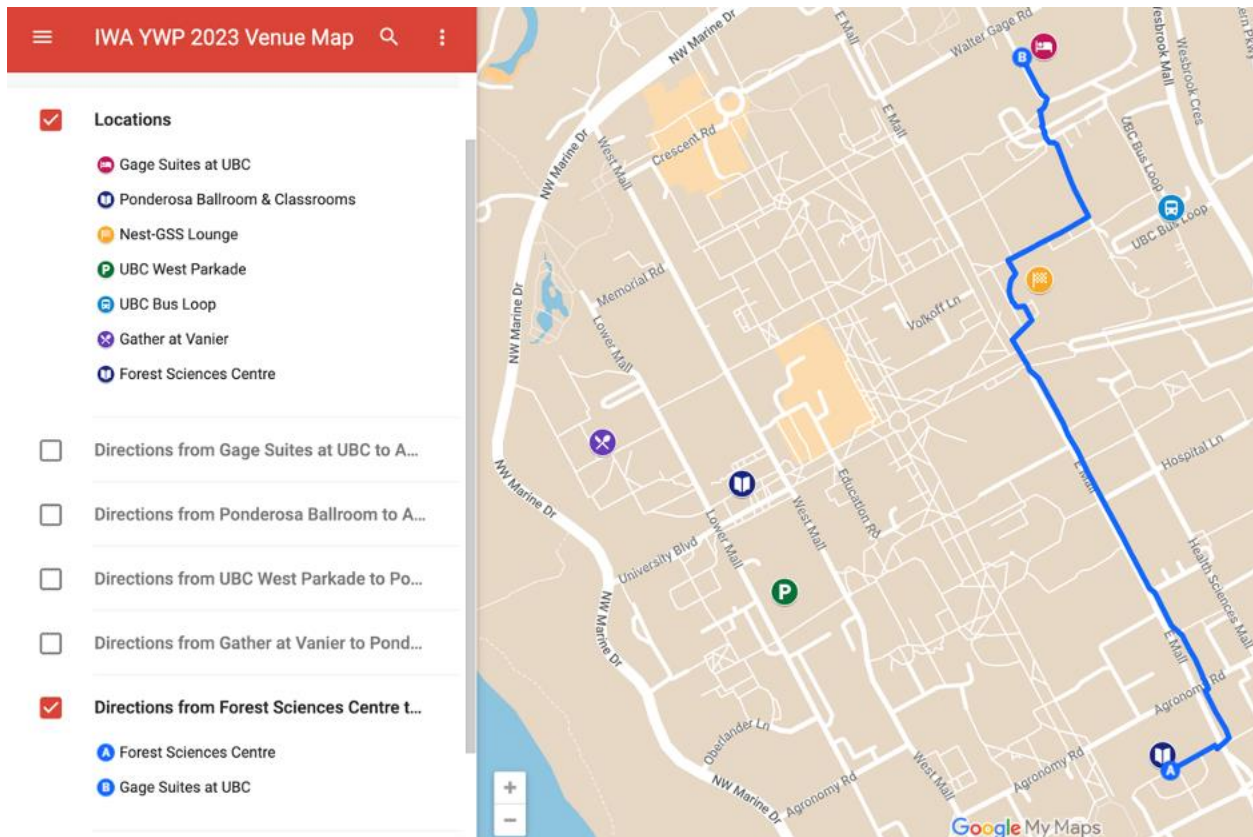 IWA YWP 2023 Venue Map
Locations
Gage Suites at UBC
Ponderosa Ballroom & Classrooms
Nest-GSS Lounge
P UBC West Parkade
UBC Bus Loop
Gather at Vanier
Forest Sciences Centre
Directions from Gage Suites at UBC to A...
Directions from Ponderosa Ballroom to A...
Directions from UBC West Parkade to Po...
Directions from Gather at Vanier to Pond...
Directions from Forest Sciences Centre t...
A Forest Sciences Centre
B Gage Suites at UBC
NW Marine Dr
E Mall
Walter Gage Rd
B
Wesbrook Mall
Wesbrook Cres
NW Marine Dr
West Mall
Crescent Rd
E Mall
UBC Bus Loop
UBC Bus Loop
NW Marine Dr
Memorial Rd
Lower Mall
Volkoff Ln
NW Marine Dr
University Blvd
Lower Mall
West Mall
Education Rd
E Mall
Hospital Ln
P
NW Marine Dr
Health Sciences Mall
E Mall
Agronomy Rd
Oberlander Ln
West Mall
Agronomy Rd
A
NW Marine Dr
Agronomy Rd
+
−
Google My Maps